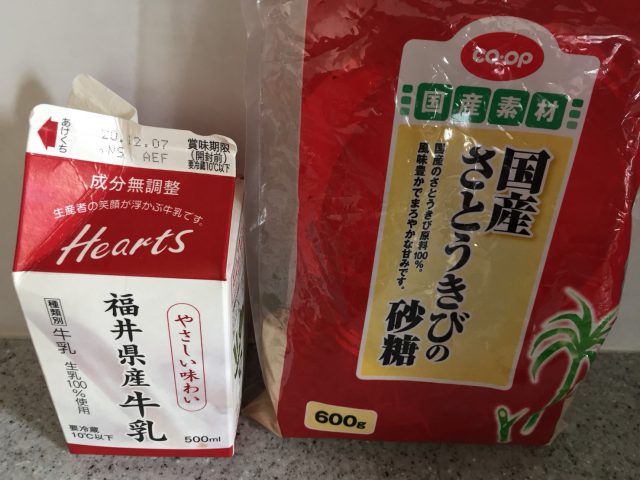 あけくち
20.12.07
AEF
賞味期限
(開封前)
要冷蔵10℃以下
成分無調整
生産者の笑顔が浮かぶ牛乳です。
Hearts
やさしい味わい
福井県産牛乳
種類別 牛乳
生乳100%使用
要冷蔵
10℃以下
500ml
CO・OP
国産素材
国産
さとうきびの
砂糖
国産のさとうきび原料100%。
風味豊かでまろやかな甘みです。
600g